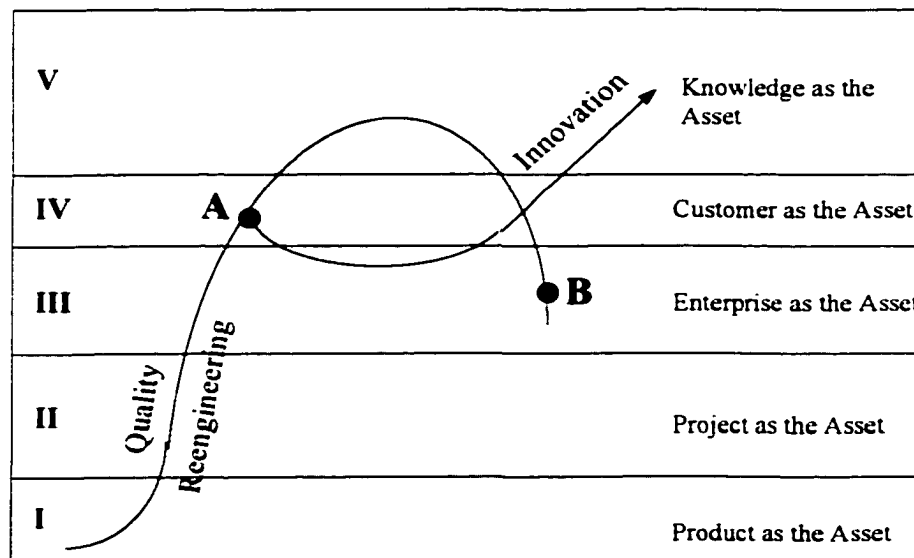 V
Innovation
Knowledge as the
Asset
IV
A
Customer as the Asset
III
B
Enterprise as the Asset
Quality
Reengineering
II
Project as the Asset
I
Product as the Asset